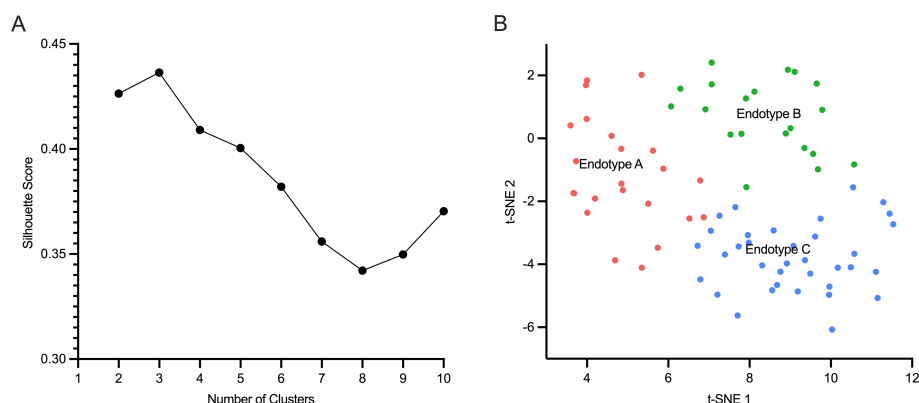 A
0.45
0.40
0.35
0.30
Silhouette Score
1 2 3 4 5 6 7 8 9 10
Number of Clusters
B
2
0
-2
-4
-6
t-SNE 2
Endotype B
Endotype A
Endotype C
4 6 8 10 12
t-SNE 1